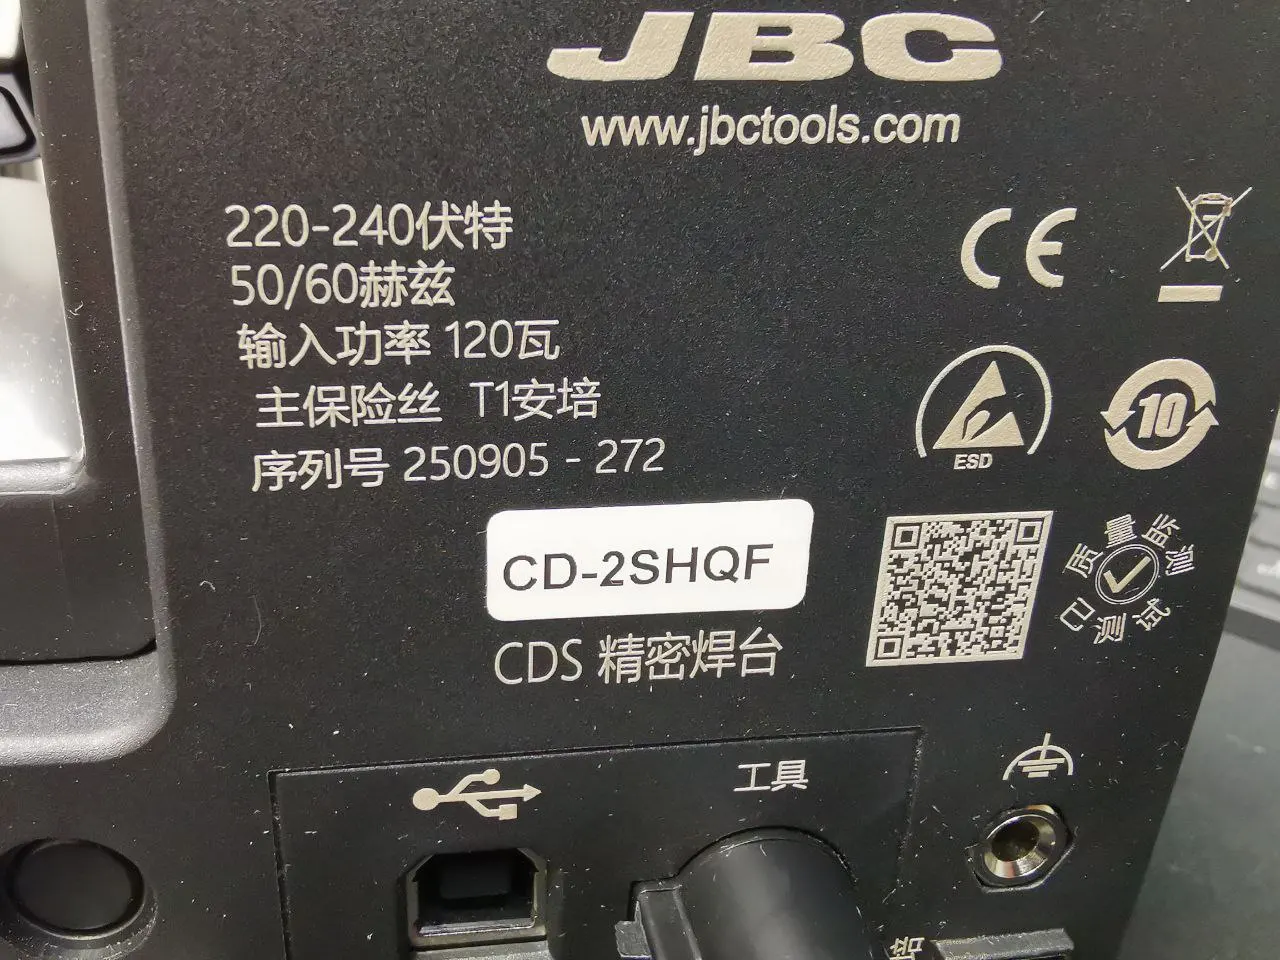 JBC
www.jbctools.com
220-240伏特
50/60赫兹
输入功率 120瓦
主保险丝 T1安培
序列号 250905 - 272
ESD
10
CD-2SHQF
CDS 精密焊台
质量监测
已测试
工具